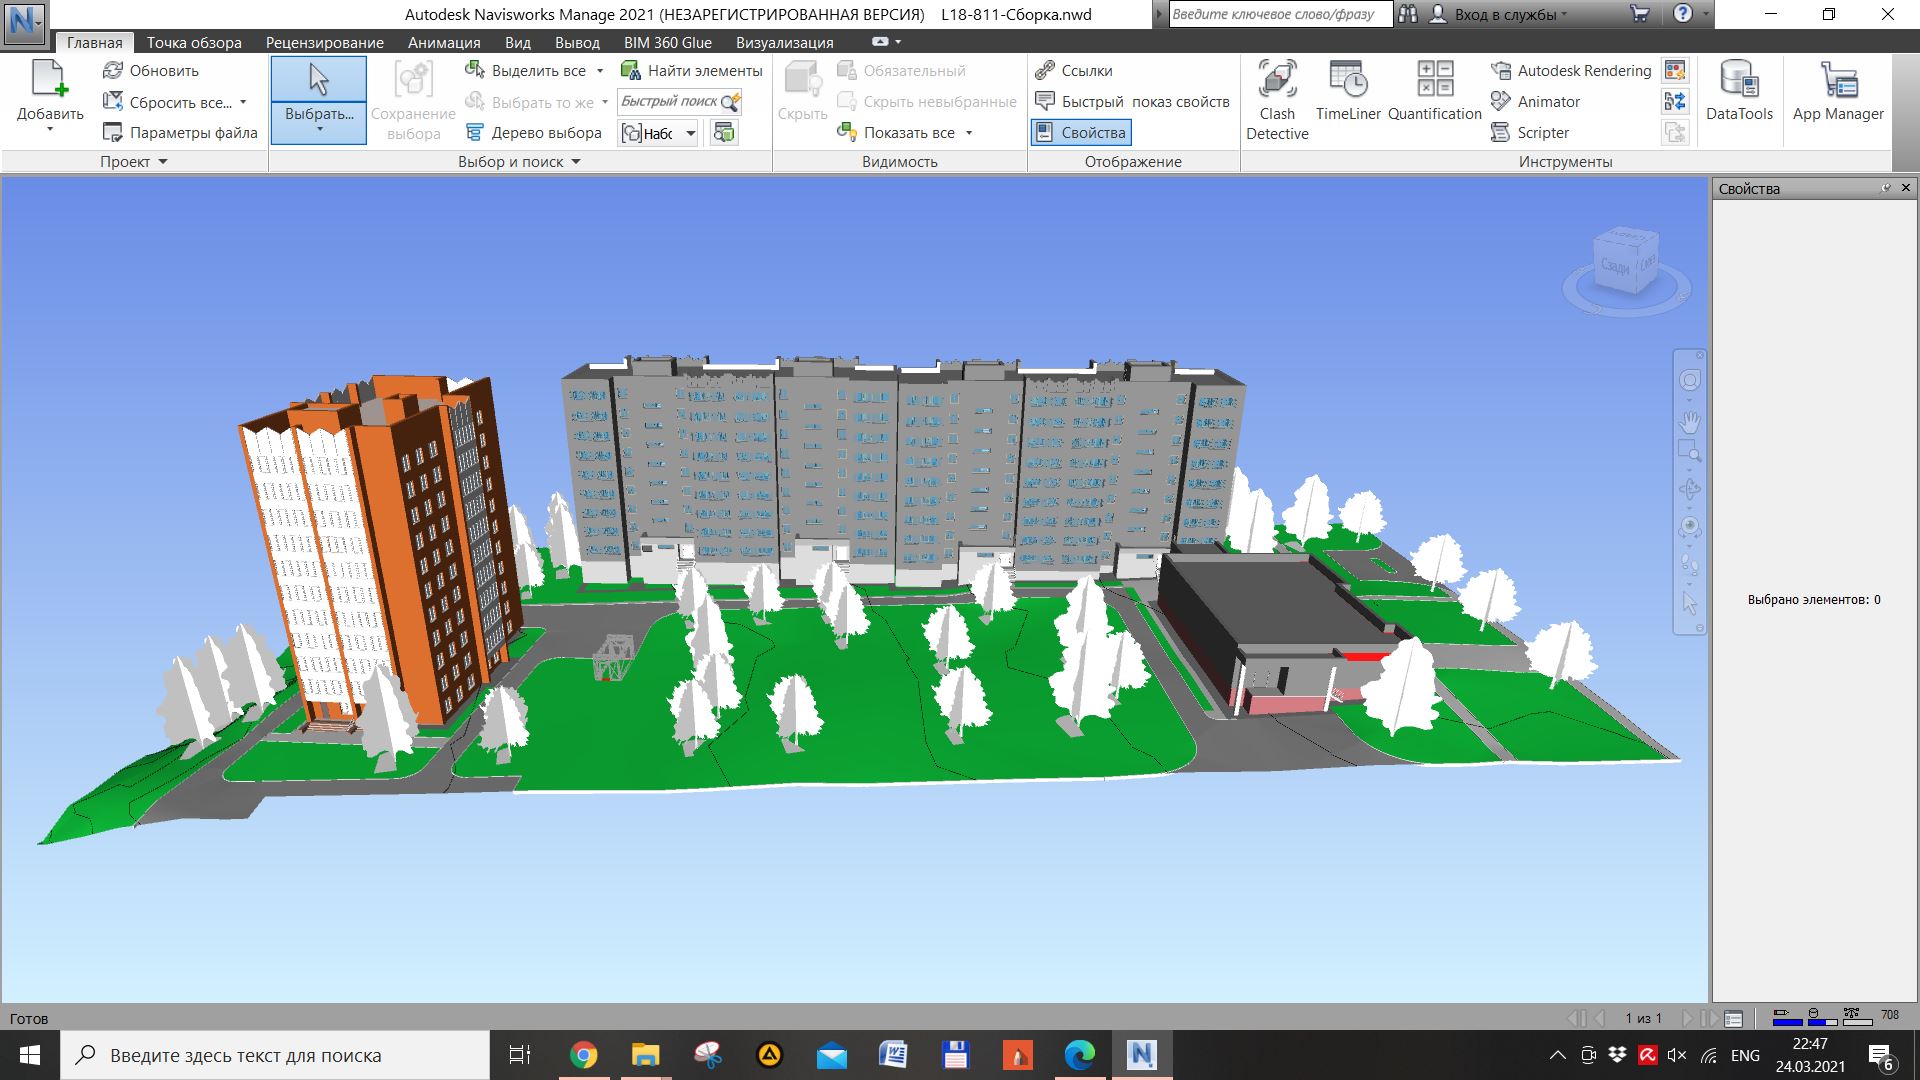 Autodesk Navisworks Manage 2021 (НЕЗАРЕГИСТРИРОВАННАЯ ВЕРСИЯ) L18-811-Сборка.nwd
Введите ключевое слово/фразу
Вход в службы
Главная Точка обзора Рецензирование Анимация Вид Вывод BIM 360 Glue Визуализация
Добавить
Обновить
Сбросить все...
Параметры файла
Проект
Выбрать...
Сохранение
выбора
Выделить все
Выбрать то же
Дерево выбора
Найти элементы
Быстрый поиск
Набс
Выбор и поиск
Скрыть
Обязательный
Скрыть невыбранные
Показать все
Видимость
Ссылки
Быстрый показ свойств
Свойства
Отображение
Clash
Detective
TimeLiner
Quantification
Autodesk Rendering
Animator
Scripter
Инструменты
DataTools
App Manager
Свойства
Сзади
Выбрано элементов: 0
Готов
1 из 1
708
Введите здесь текст для поиска
ENG
22:47
24.03.2021
6